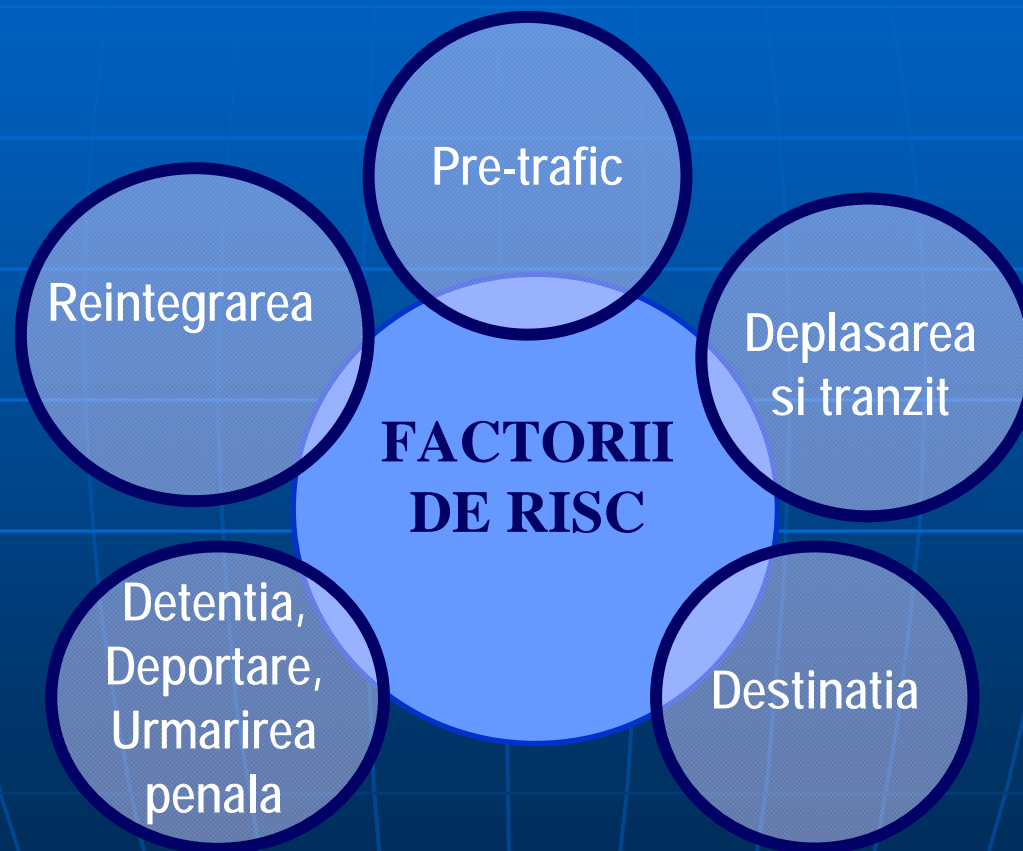 Pre-trafic
Reintegrarea
Deplasarea
si tranzit
FACTORII
DE RISC
Detentia,
Deportare,
Urmarirea
penala
Destinatia